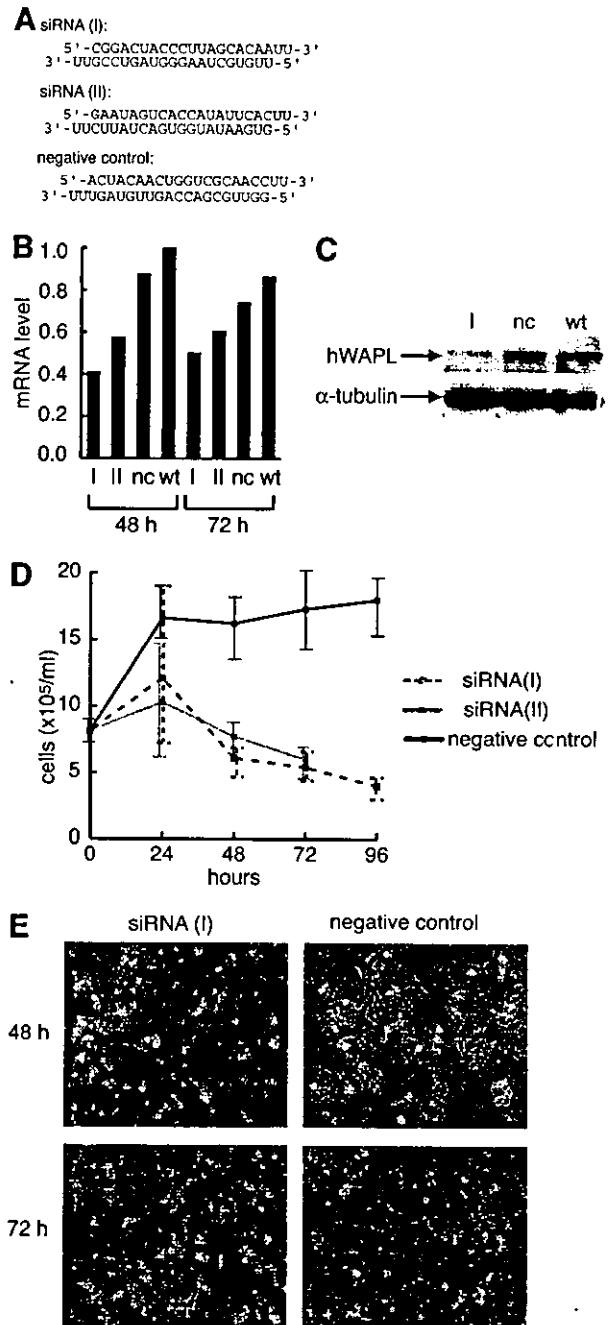 A
siRNA (I):
5'-CGGACUACCCUUAGCACAAUU-3'
3'-UUGCCUGAUGGGAAUCGUGUU-5'
siRNA (II):
5'-GAAUAGUCACCAUAUUCACUU-3'
3'-UUCUUAUCAGUGGUAUAAGUG-5'
negative control:
5'-ACUACAACUGGUCGCAACCUU-3'
3'-UUUGAUGUUGACCAGCGUUGG-5'
B
mRNA level
1.0
0.8
0.6
0.4
0.2
0.0
I II nc wt I II nc wt
48 h 72 h
C
I nc wt
hWAPL
α-tubulin
D
cells (x10⁵/ml)
20
15
10
5
0
0 24 48 72 96
hours
siRNA(I)
siRNA(II)
negative control
E
siRNA (I) negative control
48 h
72 h